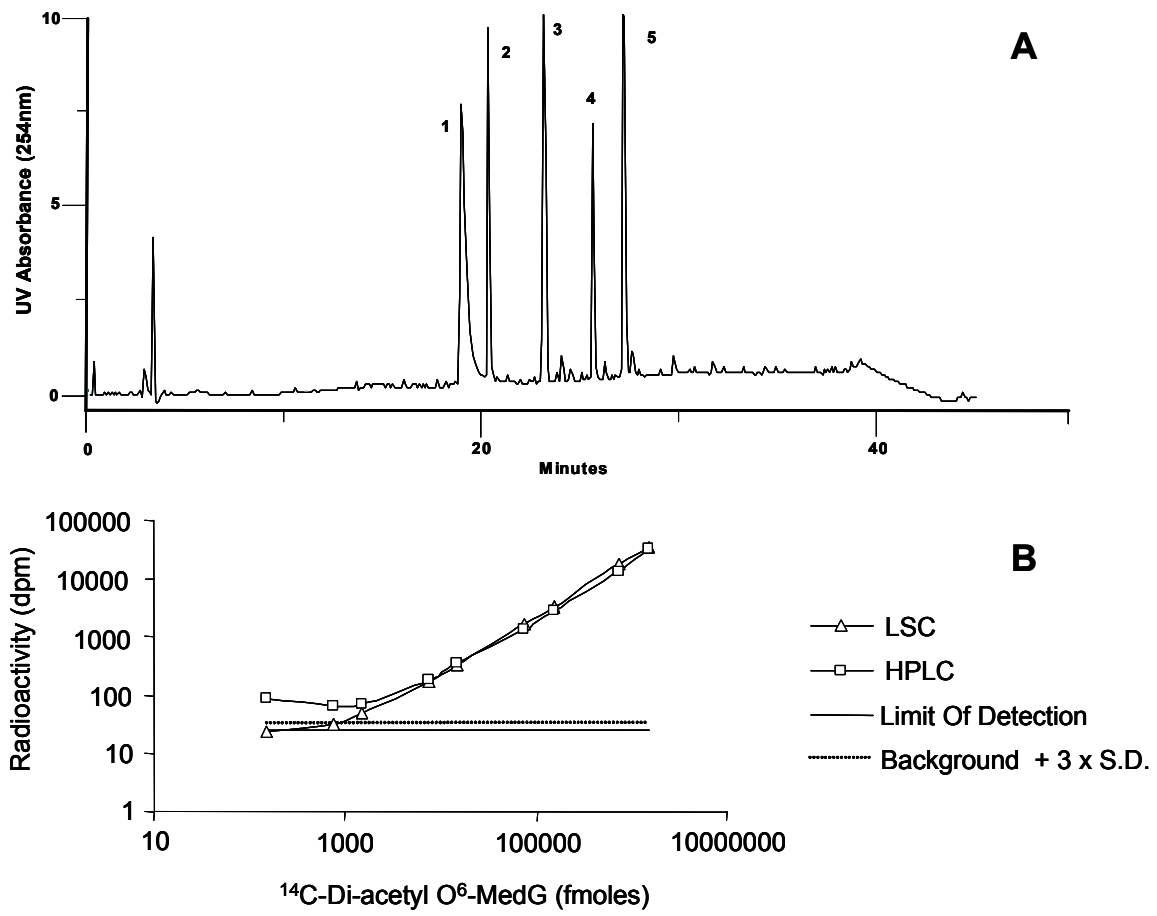 A
UV Absorbance (254nm)
10
5
0
1
2
3
4
5
0
20
40
Minutes
B
Radioactivity (dpm)
100000
10000
1000
100
10
1
10
1000
100000
10000000
¹⁴C-Di-acetyl O⁶-MedG (fmoles)
LSC
HPLC
Limit Of Detection
Background + 3 x S.D.